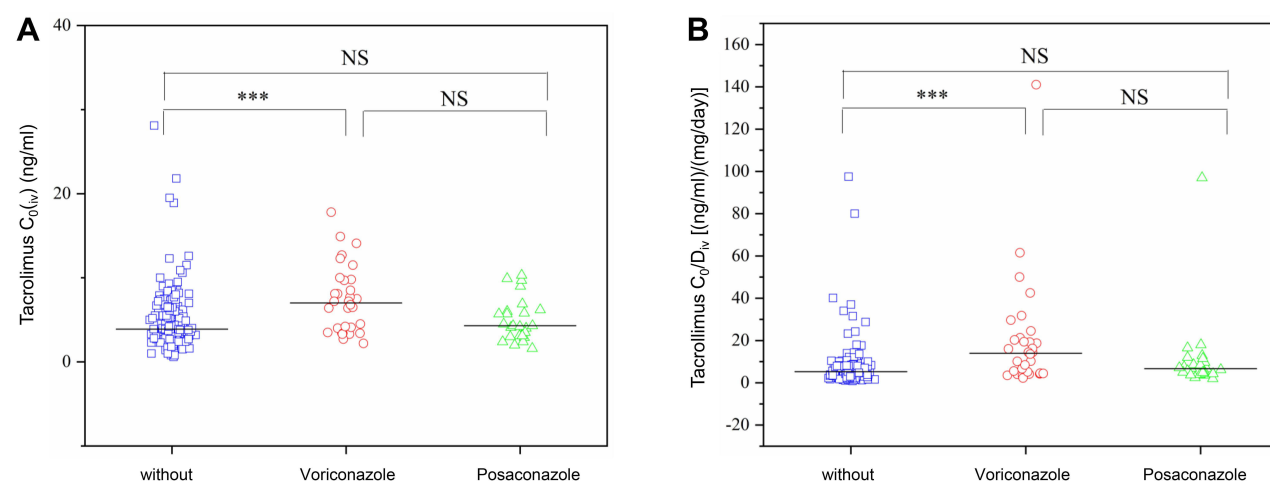 A
Tacrolimus C0(iv) (ng/ml)
40
20
0
NS
***
NS
without
Voriconazole
Posaconazole
B
Tacrolimus C0/Div [(ng/ml)/(mg/day)]
160
140
120
100
80
60
40
20
0
-20
NS
***
NS
without
Voriconazole
Posaconazole